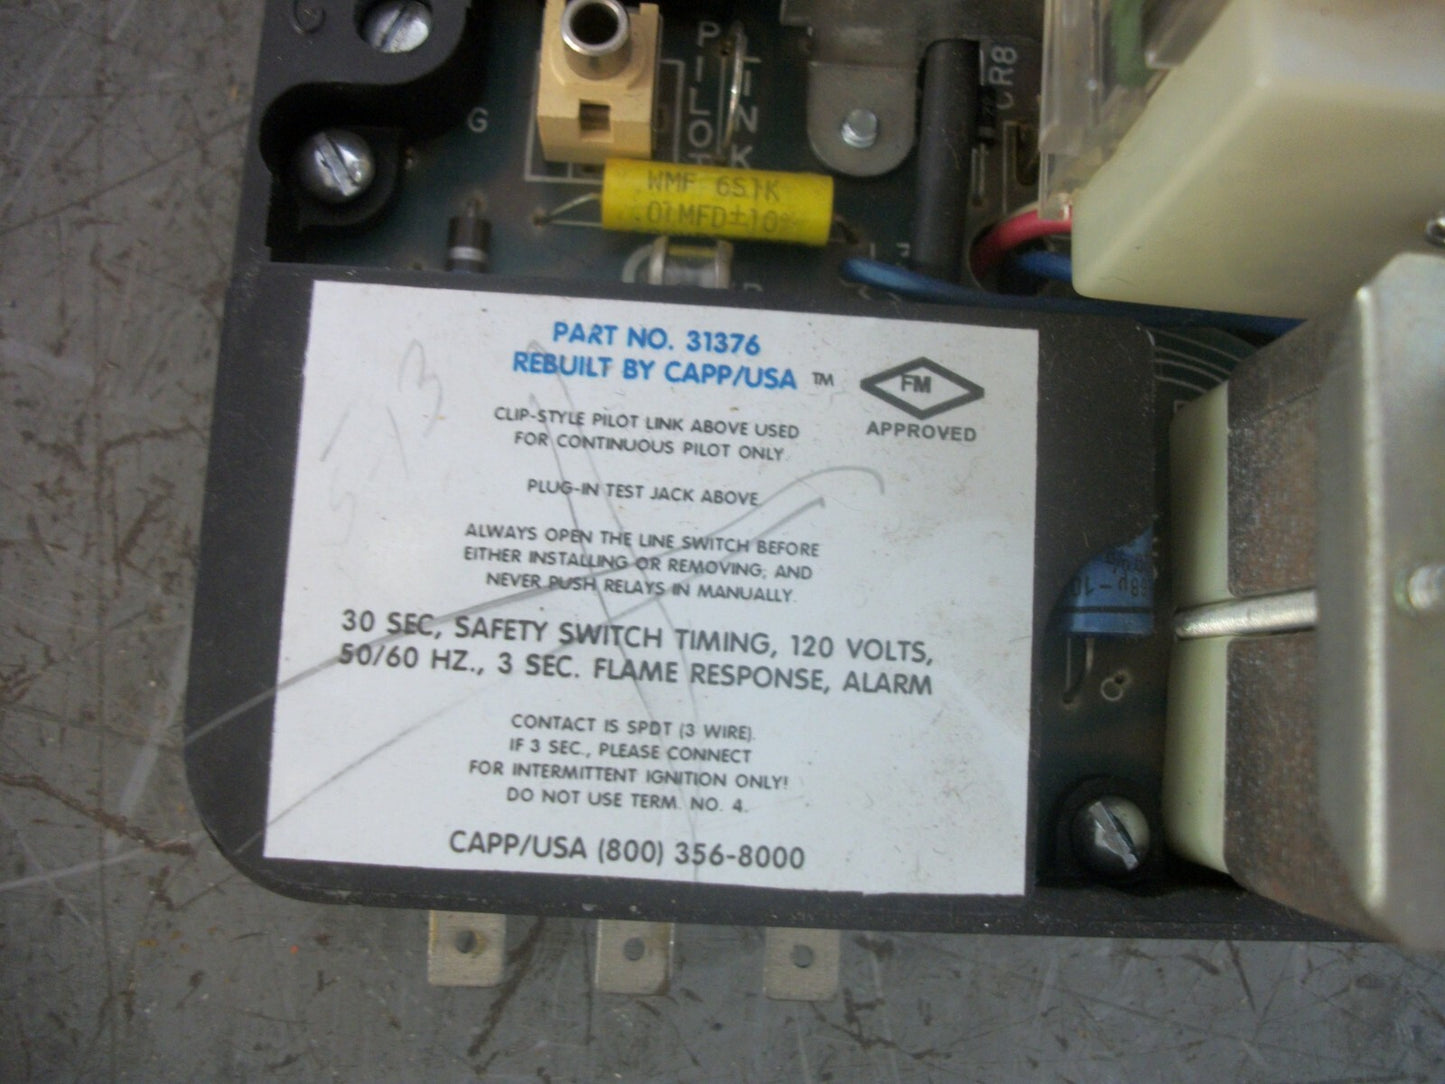 G
PILOT
LINK
CR8
WMF 6S1K
.01MFD±10%
PART NO. 31376
REBUILT BY CAPP/USA ™
FM
APPROVED
CLIP-STYLE PILOT LINK ABOVE USED
FOR CONTINUOUS PILOT ONLY.
PLUG-IN TEST JACK ABOVE
ALWAYS OPEN THE LINE SWITCH BEFORE
EITHER INSTALLING OR REMOVING; AND
NEVER PUSH RELAYS IN MANUALLY.
30 SEC, SAFETY SWITCH TIMING, 120 VOLTS,
50/60 HZ., 3 SEC. FLAME RESPONSE, ALARM
CONTACT IS SPDT (3 WIRE).
IF 3 SEC., PLEASE CONNECT
FOR INTERMITTENT IGNITION ONLY!
DO NOT USE TERM. NO. 4.
CAPP/USA (800) 356-8000